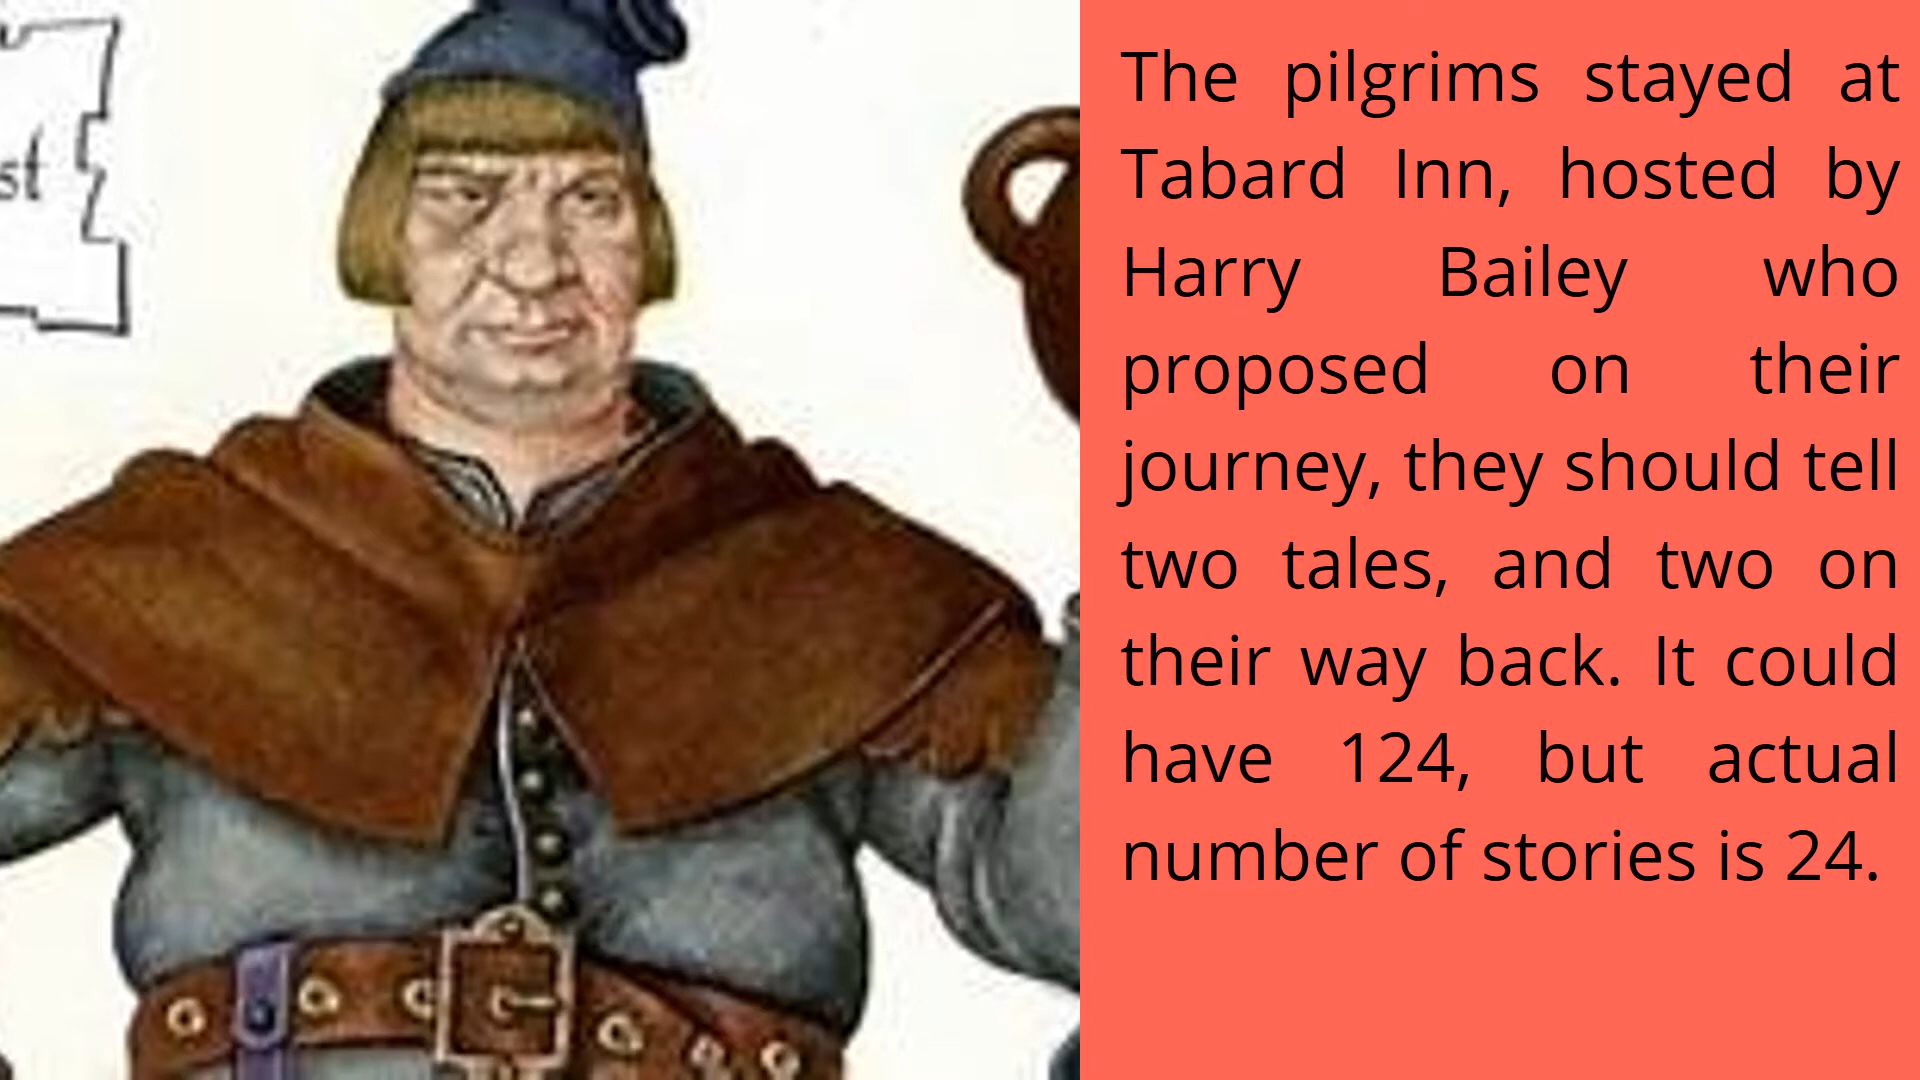 st
The pilgrims stayed at
Tabard Inn, hosted by
Harry Bailey who
proposed on their
journey, they should tell
two tales, and two on
their way back. It could
have 124, but actual
number of stories is 24.